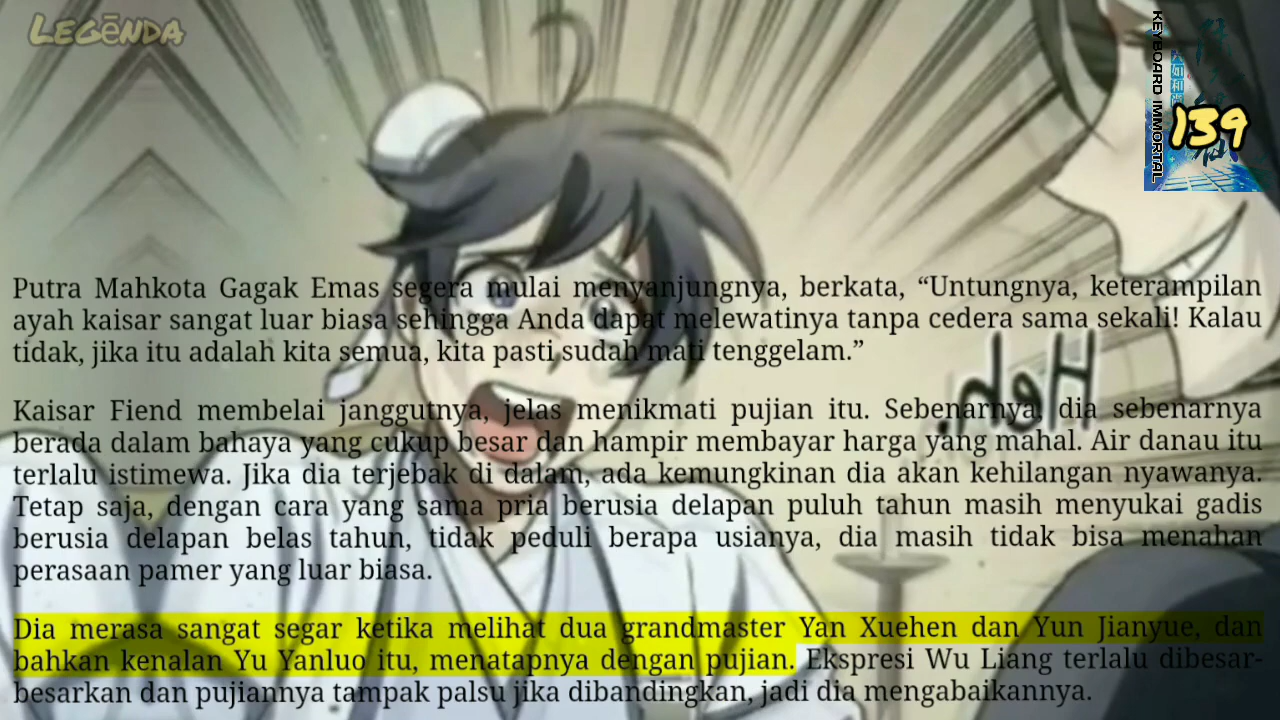 LEGĒNDA
KEYBOARD IMMORTAL
139
Putra Mahkota Gagak Emas segera mulai menyanjungnya, berkata, “Untungnya, keterampilan
ayah kaisar sangat luar biasa sehingga Anda dapat melewatinya tanpa cedera sama sekali! Kalau
tidak, jika itu adalah kita semua, kita pasti sudah mati tenggelam.”
Kaisar Fiend membelai janggutnya, jelas menikmati pujian itu. Sebenarnya, dia sebenarnya
berada dalam bahaya yang cukup besar dan hampir membayar harga yang mahal. Air danau itu
terlalu istimewa. Jika dia terjebak di dalam, ada kemungkinan dia akan kehilangan nyawanya.
Tetap saja, dengan cara yang sama pria berusia delapan puluh tahun masih menyukai gadis
berusia delapan belas tahun, tidak peduli berapa usianya, dia masih tidak bisa menahan
perasaan pamer yang luar biasa.
Dia merasa sangat segar ketika melihat dua grandmaster Yan Xuehen dan Yun Jianyue, dan
bahkan kenalan Yu Yanluo itu, menatapnya dengan pujian. Ekspresi Wu Liang terlalu dibesar-
besarkan dan pujiannya tampak palsu jika dibandingkan, jadi dia mengabaikannya.